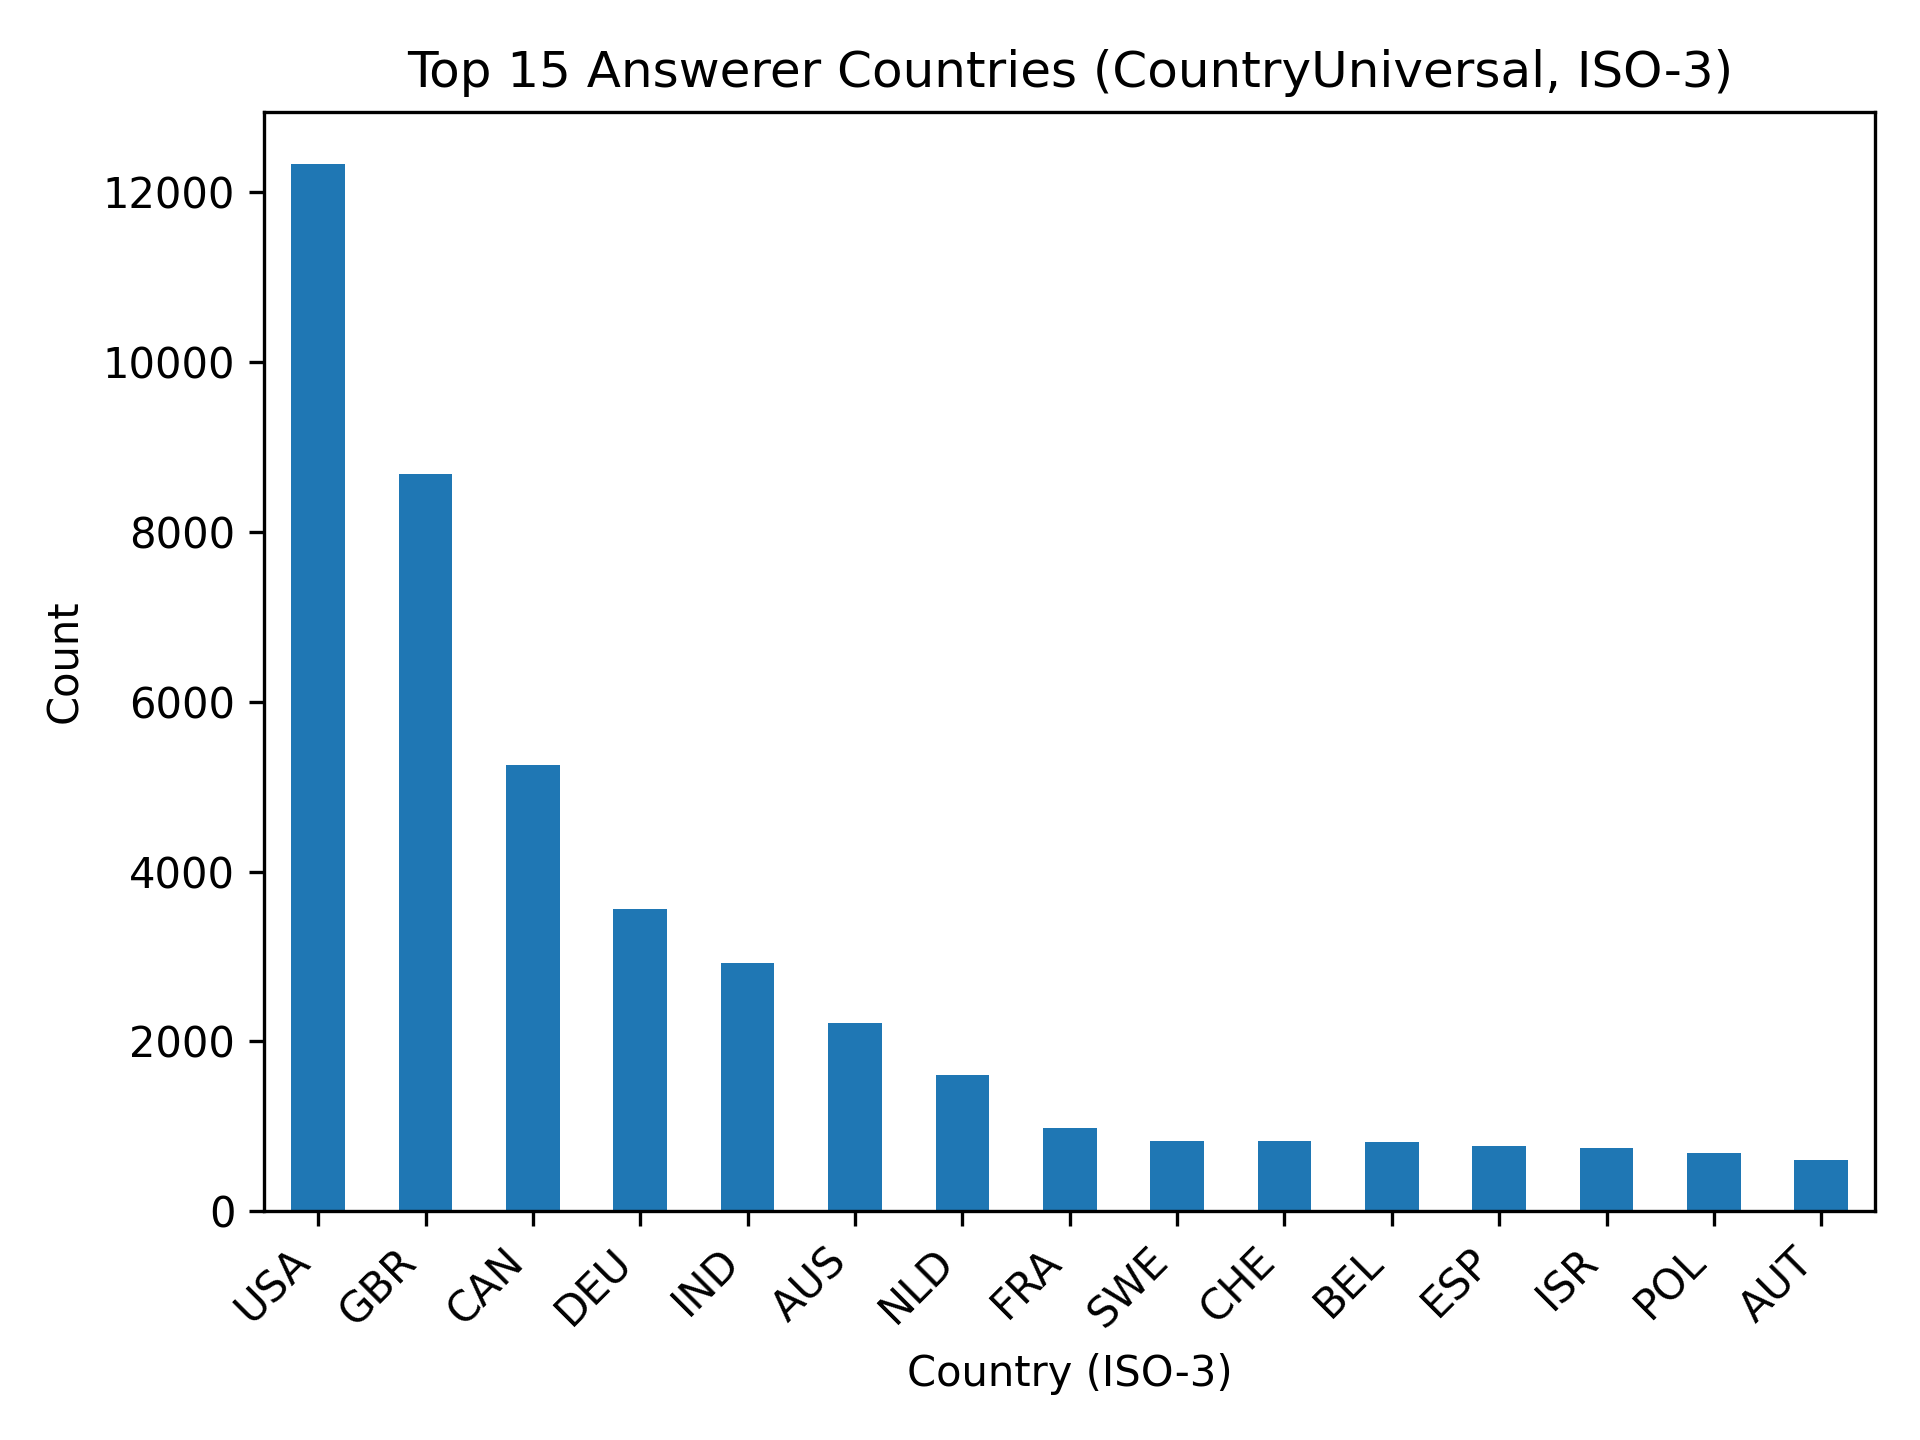 Top 15 Answerer Countries (CountryUniversal, ISO-3)
12000
10000
8000
6000
4000
2000
0
Count
USA
GBR
CAN
DEU
IND
AUS
NLD
FRA
SWE
CHE
BEL
ESP
ISR
POL
AUT
Country (ISO-3)